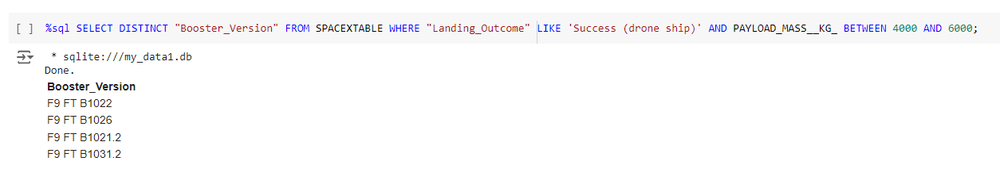 [ ] %sql SELECT DISTINCT "Booster_Version" FROM SPACEXTABLE WHERE "Landing_Outcome" LIKE 'Success (drone ship)' AND PAYLOAD_MASS__KG_ BETWEEN 4000 AND 6000;
* sqlite:///my_data1.db
Done.
Booster_Version
F9 FT B1022
F9 FT B1026
F9 FT B1021.2
F9 FT B1031.2